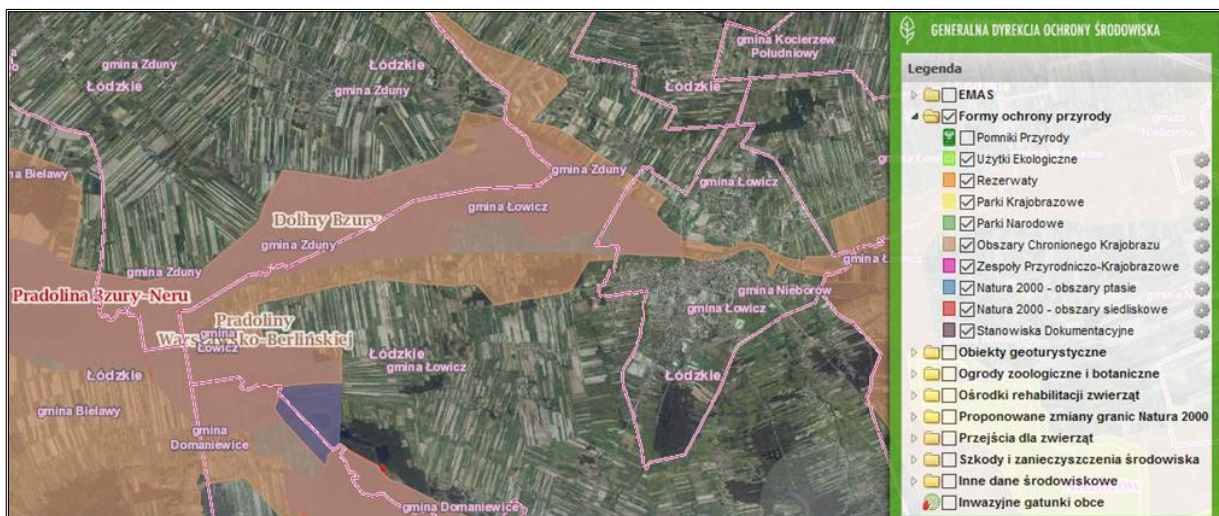 gmina Zduny
Łódzkie
Łódzkie
gmina Zduny
gmina Kocierzew
Południowy
Łódzkie
gmina Bielawy
gmina Zduny
gmina Łowicz
gmina Łowicz
Doliny Bzury
gmina Zduny
gmina Zduny
Pradolina Bzury-Neru
gmina Nieborów
Pradoliny
Warszawsko-Berlińskiej
gmina
Łowicz
gmina Łowicz
Łódzkie
gmina Łowicz
Łódzkie
Łódzkie
gmina Bielawy
gmina
Domaniewice
gmina Domaniewice
GENERALNA DYREKCJA OCHRONY ŚRODOWISKA
Legenda
EMAS
Formy ochrony przyrody
Pomniki Przyrody
Użytki Ekologiczne
Rezerwaty
Parki Krajobrazowe
Parki Narodowe
Obszary Chronionego Krajobrazu
Zespoły Przyrodniczo-Krajobrazowe
Natura 2000 - obszary ptasie
Natura 2000 - obszary siedliskowe
Stanowiska Dokumentacyjne
Obiekty geoturystyczne
Ogrody zoologiczne i botaniczne
Ośrodki rehabilitacji zwierząt
Proponowane zmiany granic Natura 2000
Przejścia dla zwierząt
Szkody i zanieczyszczenia środowiska
Inne dane środowiskowe
Inwazyjne gatunki obce